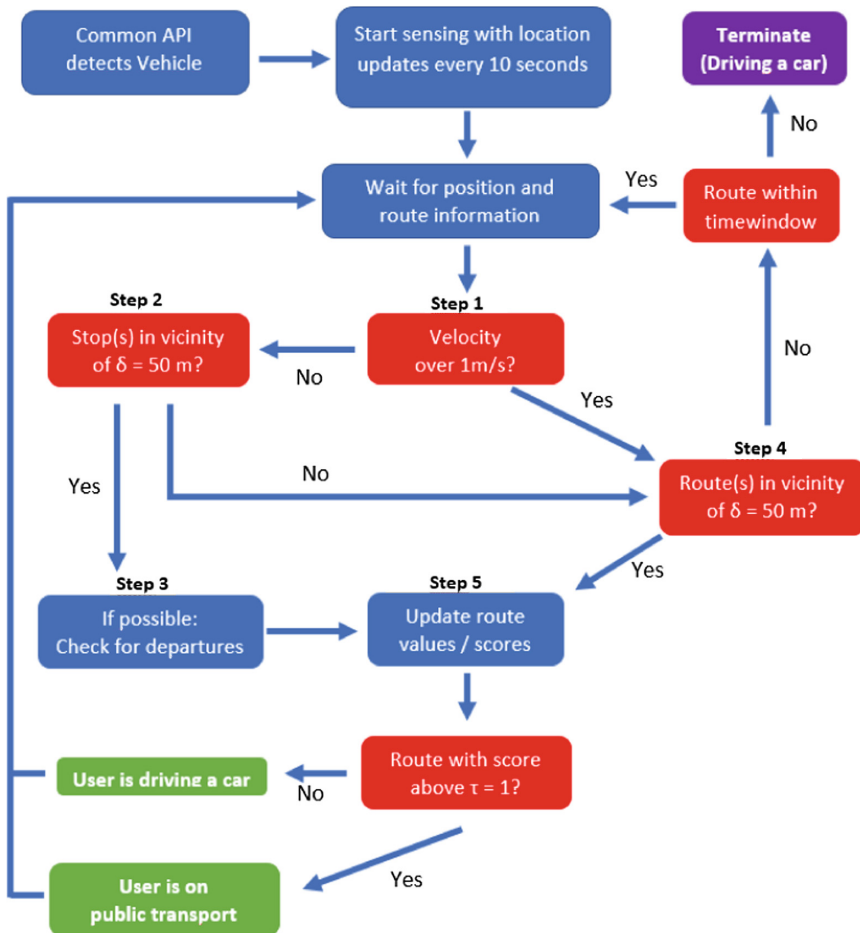 Common API
detects Vehicle
Start sensing with location
updates every 10 seconds
Terminate
(Driving a car)
No
Wait for position and
route information
Yes
Route within
timewindow
Step 2
Step 1
Stop(s) in vicinity
of δ = 50 m?
No
Velocity
over 1m/s?
Yes
No
Step 4
Yes
No
Route(s) in vicinity
of δ = 50 m?
Step 3
Step 5
Yes
If possible:
Check for departures
Update route
values / scores
User is driving a car
No
Route with score
above τ = 1?
User is on
public transport
Yes